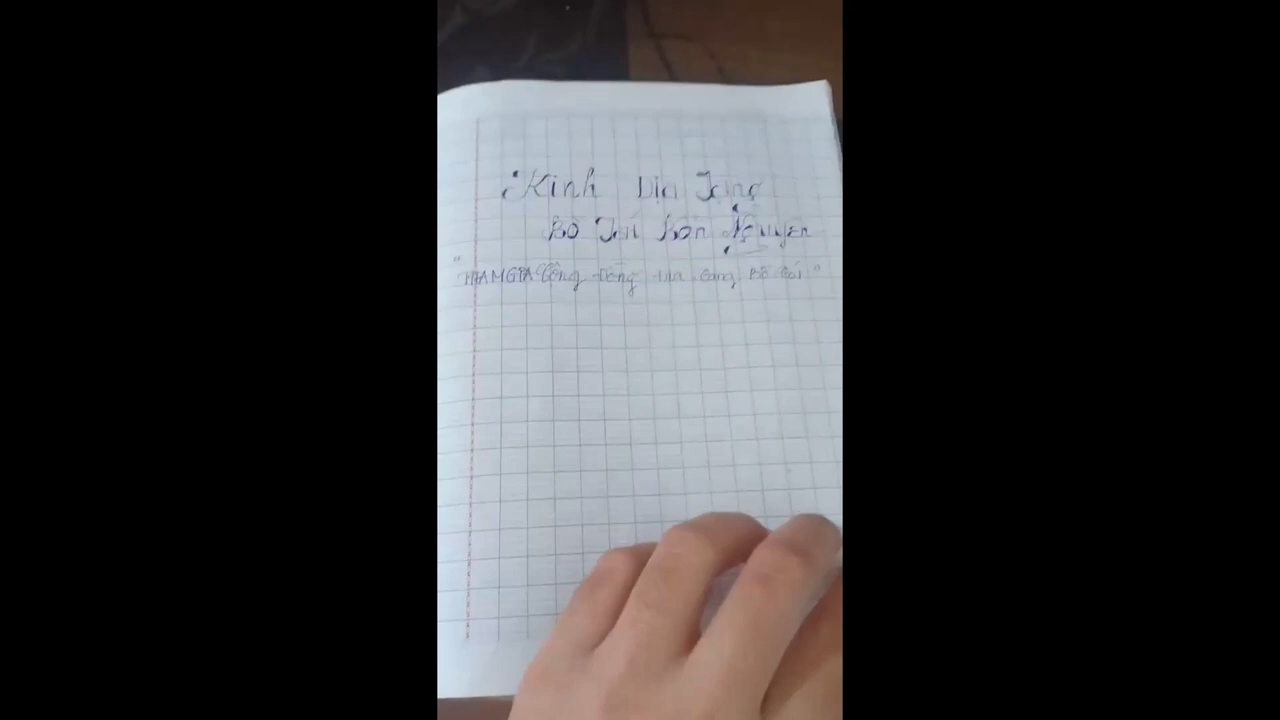 Kinh Địa Tạng
Bồ Tát Bổn Nguyện
"THAM GIA Cộng Đồng Địa Tạng Bồ Tát"